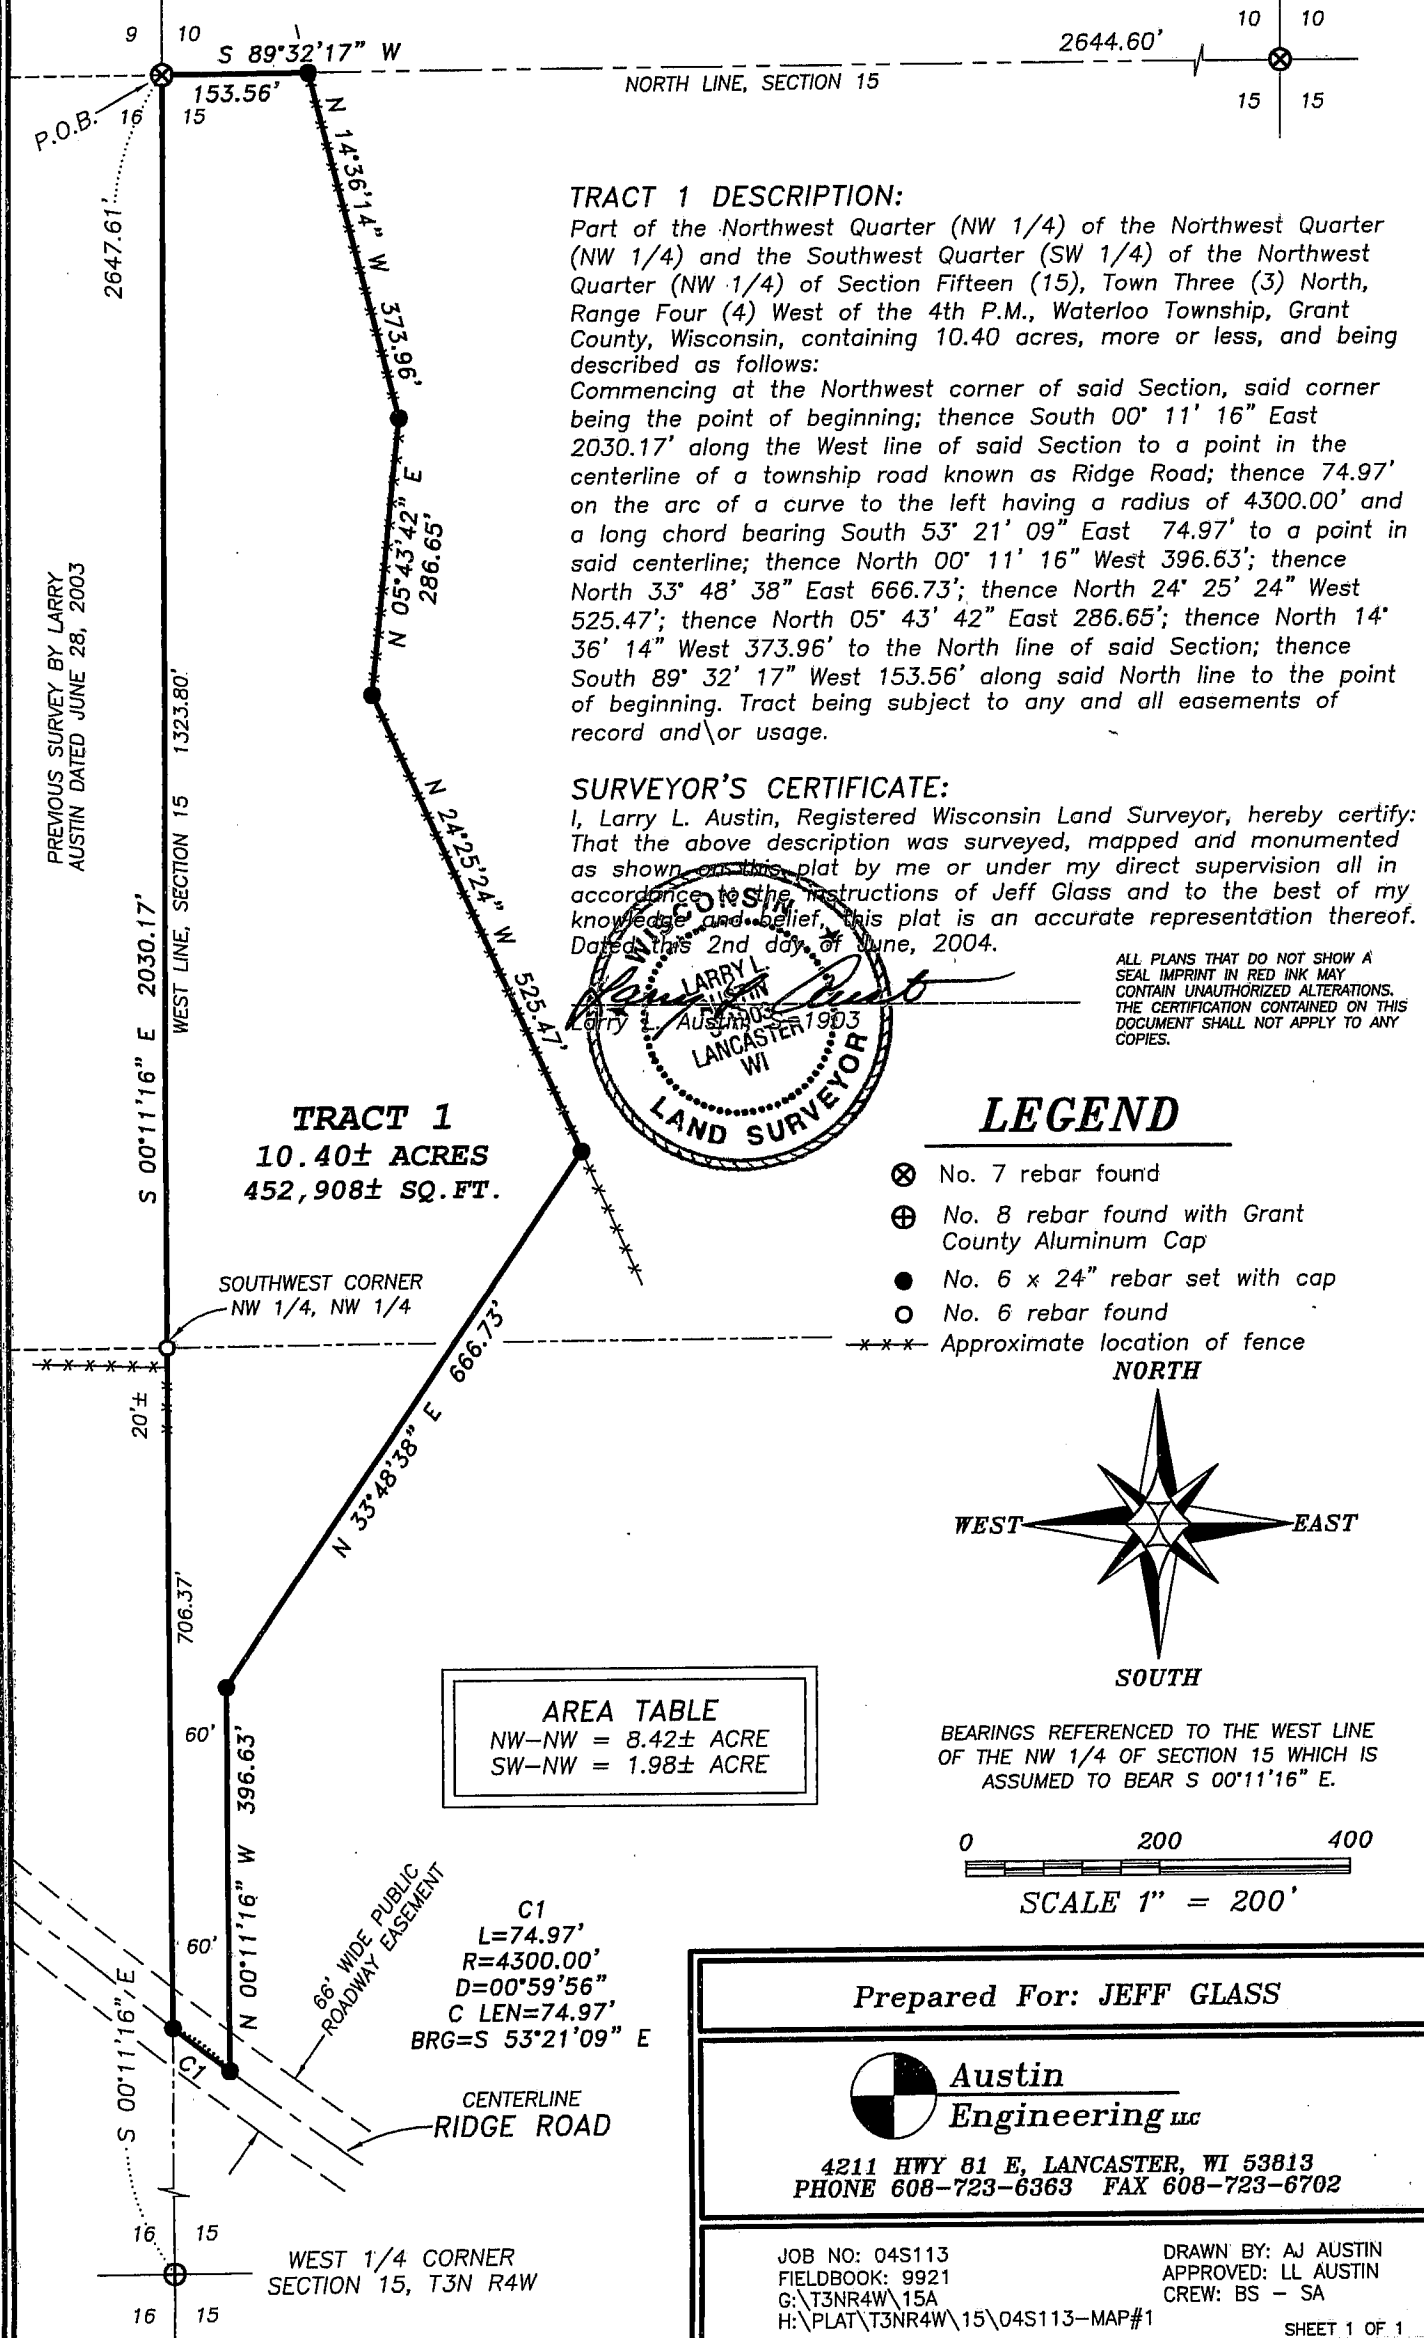 9 10
S 89°32'17" W
153.56'
P.O.B.
16 15
2644.60'
NORTH LINE, SECTION 15
10 10
15 15
N 14°36'14" W 373.96'
2647.61'
TRACT 1 DESCRIPTION:
Part of the Northwest Quarter (NW 1/4) of the Northwest Quarter
(NW 1/4) and the Southwest Quarter (SW 1/4) of the Northwest
Quarter (NW 1/4) of Section Fifteen (15), Town Three (3) North,
Range Four (4) West of the 4th P.M., Waterloo Township, Grant
County, Wisconsin, containing 10.40 acres, more or less, and being
described as follows:
Commencing at the Northwest corner of said Section, said corner
being the point of beginning; thence South 00° 11' 16" East
2030.17' along the West line of said Section to a point in the
centerline of a township road known as Ridge Road; thence 74.97'
on the arc of a curve to the left having a radius of 4300.00' and
a long chord bearing South 53° 21' 09" East 74.97' to a point in
said centerline; thence North 00° 11' 16" West 396.63'; thence
North 33° 48' 38" East 666.73'; thence North 24° 25' 24" West
525.47'; thence North 05° 43' 42" East 286.65'; thence North 14°
36' 14" West 373.96' to the North line of said Section; thence
South 89° 32' 17" West 153.56' along said North line to the point
of beginning. Tract being subject to any and all easements of
record and\or usage.
N 05°43'42" E
286.65'
PREVIOUS SURVEY BY LARRY
AUSTIN DATED JUNE 28, 2003
S 00°11'16" E 2030.17'
WEST LINE, SECTION 15 1323.80'
N 24°25'24" W 525.47'
SURVEYOR'S CERTIFICATE:
I, Larry L. Austin, Registered Wisconsin Land Surveyor, hereby certify:
That the above description was surveyed, mapped and monumented
as shown on this plat by me or under my direct supervision all in
accordance to the instructions of Jeff Glass and to the best of my
knowledge and belief, this plat is an accurate representation thereof.
Dated this 2nd day of June, 2004.
Larry L. Austin
Larry L. Austin, S-1903
WISCONSIN
LARRY L.
AUSTIN
S-1903
LANCASTER
WI
LAND SURVEYOR
ALL PLANS THAT DO NOT SHOW A
SEAL IMPRINT IN RED INK MAY
CONTAIN UNAUTHORIZED ALTERATIONS.
THE CERTIFICATION CONTAINED ON THIS
DOCUMENT SHALL NOT APPLY TO ANY
COPIES.
TRACT 1
10.40± ACRES
452,908± SQ.FT.
LEGEND
No. 7 rebar found
No. 8 rebar found with Grant
County Aluminum Cap
No. 6 x 24" rebar set with cap
No. 6 rebar found
Approximate location of fence
SOUTHWEST CORNER
NW 1/4, NW 1/4
20'±
706.37'
N 33°48'38" E 666.73'
NORTH
WEST
EAST
SOUTH
BEARINGS REFERENCED TO THE WEST LINE
OF THE NW 1/4 OF SECTION 15 WHICH IS
ASSUMED TO BEAR S 00°11'16" E.
0 200 400
SCALE 1" = 200'
AREA TABLE
NW-NW = 8.42± ACRE
SW-NW = 1.98± ACRE
60'
N 00°11'16" W 396.63'
60'
S 00°11'16" E
C1
66' WIDE PUBLIC
ROADWAY EASEMENT
C1
L=74.97'
R=4300.00'
D=00°59'56"
C LEN=74.97'
BRG=S 53°21'09" E
CENTERLINE
RIDGE ROAD
16 15
WEST 1/4 CORNER
SECTION 15, T3N R4W
16 15
Prepared For: JEFF GLASS
Austin
Engineering LLC
4211 HWY 81 E, LANCASTER, WI 53813
PHONE 608-723-6363 FAX 608-723-6702
JOB NO: 04S113
FIELDBOOK: 9921
G:\T3NR4W\15A
H:\PLAT\T3NR4W\15\04S113-MAP#1
DRAWN BY: AJ AUSTIN
APPROVED: LL AUSTIN
CREW: BS - SA
SHEET 1 OF 1